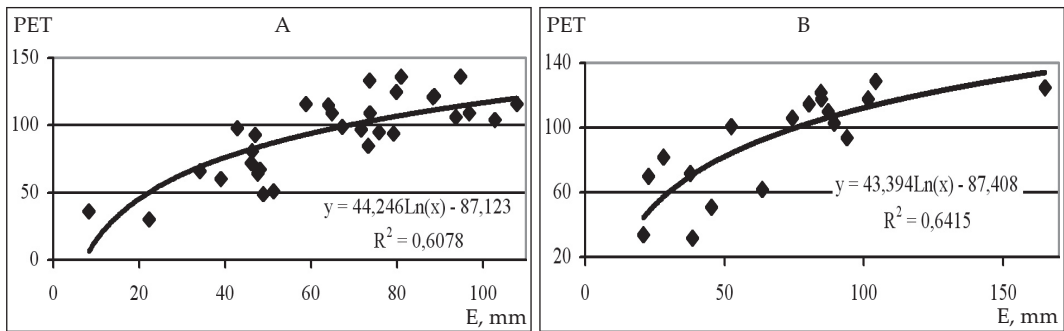 PET
A
150
100
50
0
y = 44,246Ln(x) - 87,123
R² = 0,6078
0 20 40 60 80 100
E, mm
PET
B
140
100
60
20
y = 43,394Ln(x) - 87,408
R² = 0,6415
0 50 100 150
E, mm